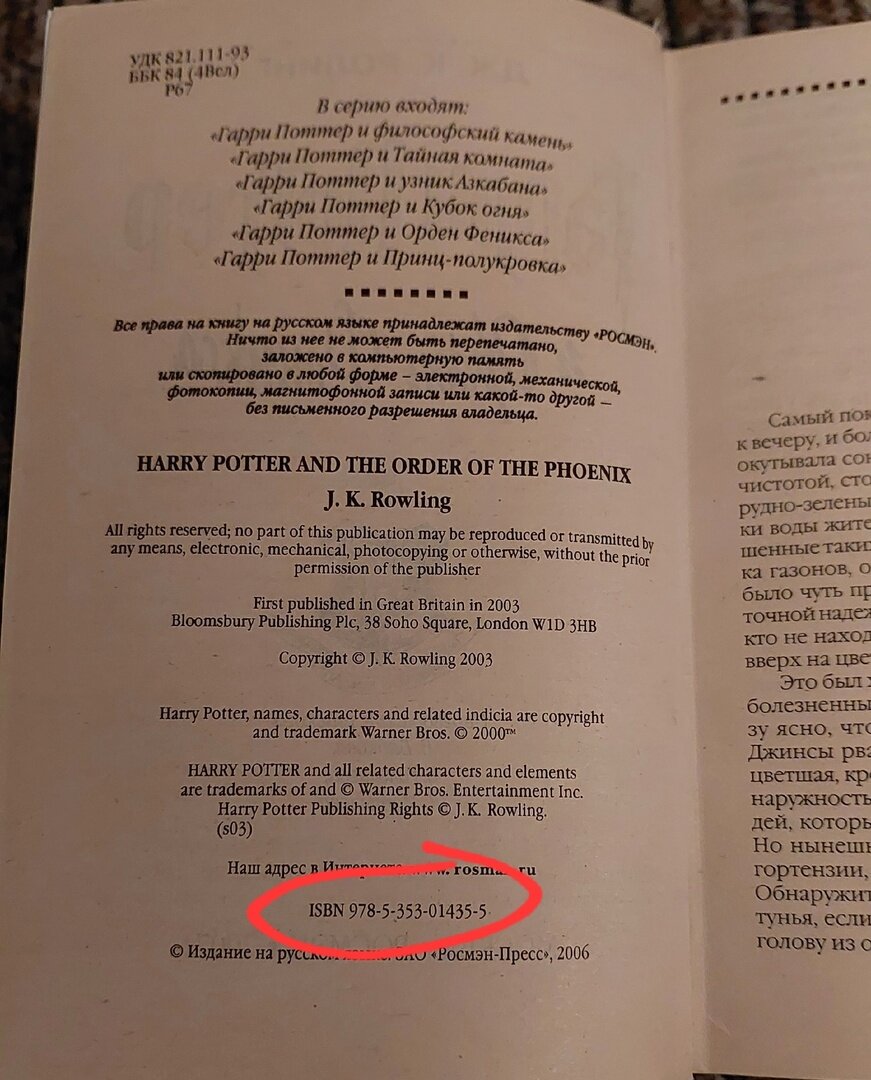 УДК 821.111-93
ББК 84 (4Вел)
Р67
В серию входят:
«Гарри Поттер и философский камень»
«Гарри Поттер и Тайная комната»
«Гарри Поттер и узник Азкабана»
«Гарри Поттер и Кубок огня»
«Гарри Поттер и Орден Феникса»
«Гарри Поттер и Принц-полукровка»
Все права на книгу на русском языке принадлежат издательству «РОСМЭН».
Ничто из нее не может быть перепечатано,
заложено в компьютерную память
или скопировано в любой форме – электронной, механической,
фотокопии, магнитофонной записи или какой-то другой –
без письменного разрешения владельца.
HARRY POTTER AND THE ORDER OF THE PHOENIX
J. K. Rowling
All rights reserved; no part of this publication may be reproduced or transmitted by
any means, electronic, mechanical, photocopying or otherwise, without the prior
permission of the publisher
First published in Great Britain in 2003
Bloomsbury Publishing Plc, 38 Soho Square, London W1D 3HB
Copyright © J. K. Rowling 2003
Harry Potter, names, characters and related indicia are copyright
and trademark Warner Bros. © 2000™
HARRY POTTER and all related characters and elements
are trademarks of and © Warner Bros. Entertainment Inc.
Harry Potter Publishing Rights © J. K. Rowling.
(s03)
Наш адрес в Интернете: www.rosman.ru
ISBN 978-5-353-01435-5
© Издание на русском языке. ЗАО «Росмэн-Пресс», 2006
Самый пок
к вечеру, и бол
окутывала сон
чистотой, сто
рудно-зелены
ки воды жите
шенные таким
ка газонов, о
было чуть пр
точной надеж
кто не наход
вверх на цве
Это был х
болезненны
зу ясно, что
Джинсы рва
цветшая, кро
наружность
дей, которы
Но нынешн
гортензии,
Обнаружит
тунья, если
голову из о